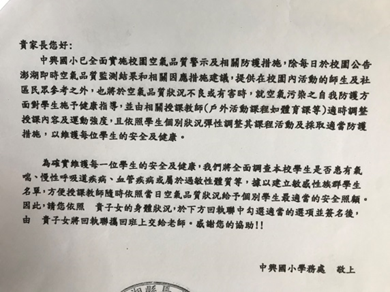 貴家長您好:
中興國小已全面實施校園空氣品質警示及相關防護措施,除每日於校園公告
澎湖即時空氣品質監測結果和相關因應措施建議,提供在校園內活動的師生及社
區民眾參考之外,也將於空氣品質狀況不良或有害時,就空氣污染之自我防護方
面對學生施予健康指導,並由相關授課教師(戶外活動課程如體育課等)適時調整
授課內容及運動強度,且依照學生個別狀況彈性調整其課程活動及採取適當防護
措施,以維護每位學生的安全及健康。
為確實維護每一位學生的安全及健康,我們將全面調查本校學生是否患有氣
喘、慢性呼吸道疾病、血管疾病或屬於過敏性體質等,據以建立敏感性族群學生
名單,方便授課教師隨時依照當日空氣品質狀況給予個別學生最適當的安全照顧。
因此,請您依照 貴子女的身體狀況,於下方回執聯中勾選適當的選項並簽名後,
由 貴子女將回執聯攜回班上交給老師。感謝您的協助!!
中興國小學務處 敬上